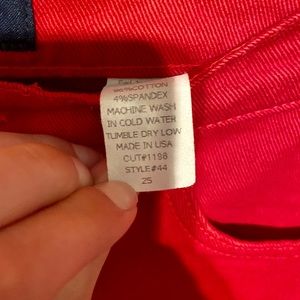 96%COTTON
4%SPANDEX
MACHINE WASH
IN COLD WATER
TUMBLE DRY LOW
MADE IN USA
CUT#1186
STYLE#44
25